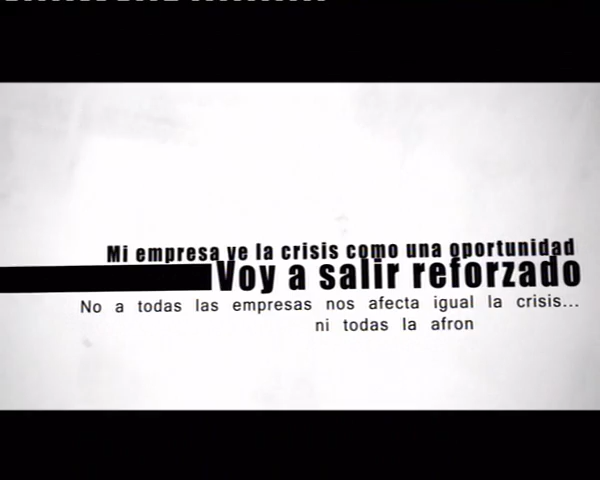 Mi empresa ve la crisis como una oportunidad
Voy a salir reforzado
No a todas las empresas nos afecta igual la crisis...
ni todas la afron